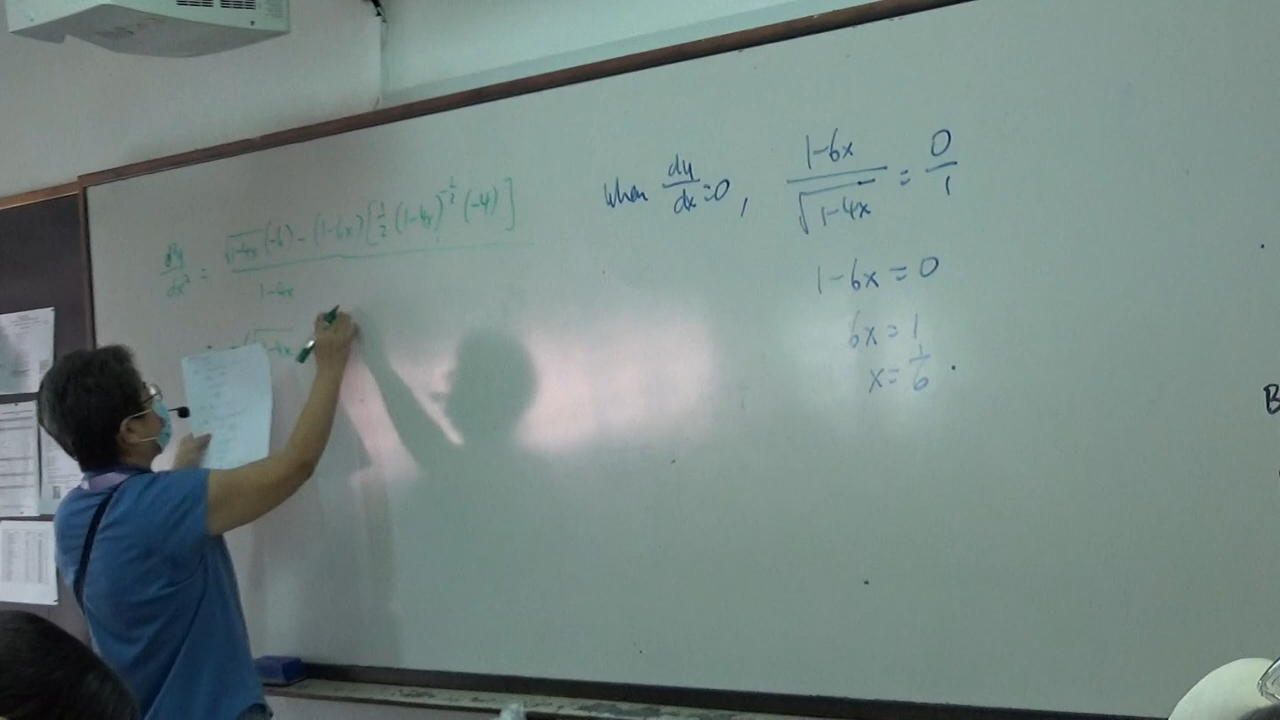 d²y/dx² = √(1-4x) (-6) - (1-6x) [1/2 (1-4x)^(-1/2) (-4)] / 1-4x
when dy/dx = 0, 1-6x / √(1-4x) = 0/1
1-6x = 0
6x = 1
x = 1/6 .
B